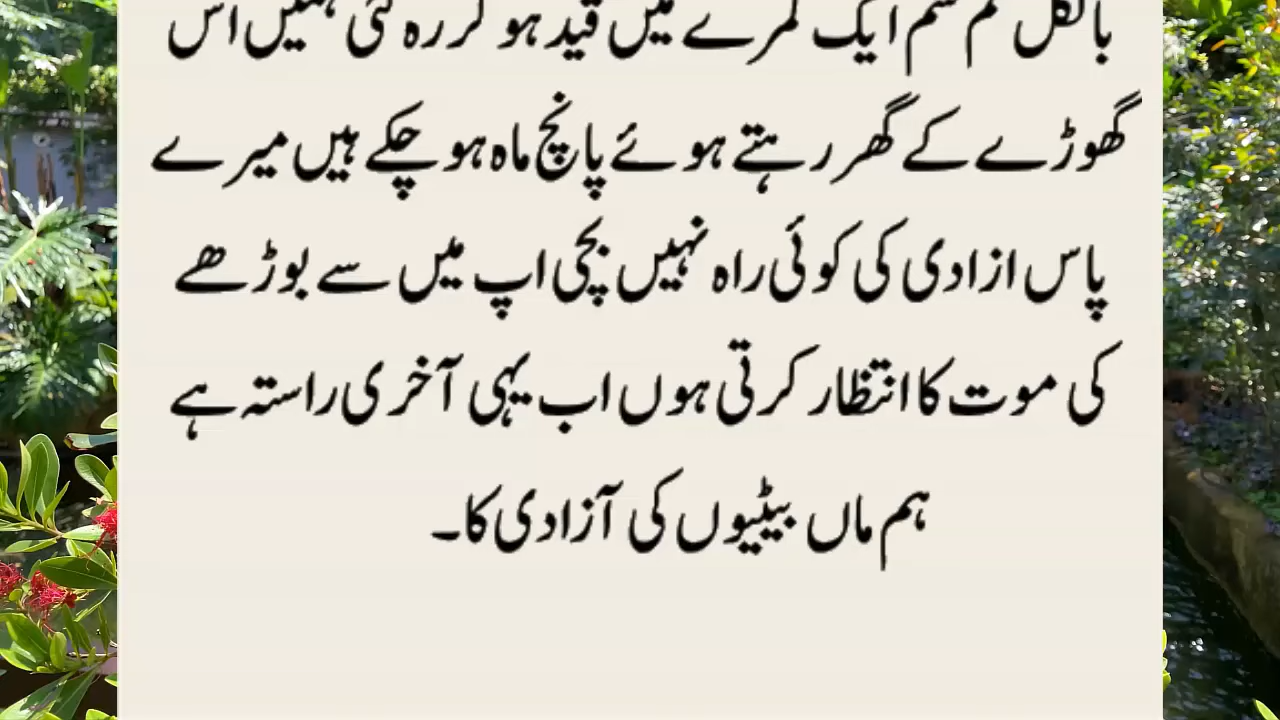 بالکل گم سم ایک کمرے میں قید ہو کر رہ گئی ہمیں اس
گھوڑے کے گھر رہتے ہوئے پانچ ماہ ہو چکے ہیں میرے
پاس ازادی کی کوئی راہ نہیں بچی اپ میں سے بوڑھے
کی موت کا انتظار کرتی ہوں اب یہی آخری راستہ ہے
ہم ماں بیٹیوں کی آزادی کا۔